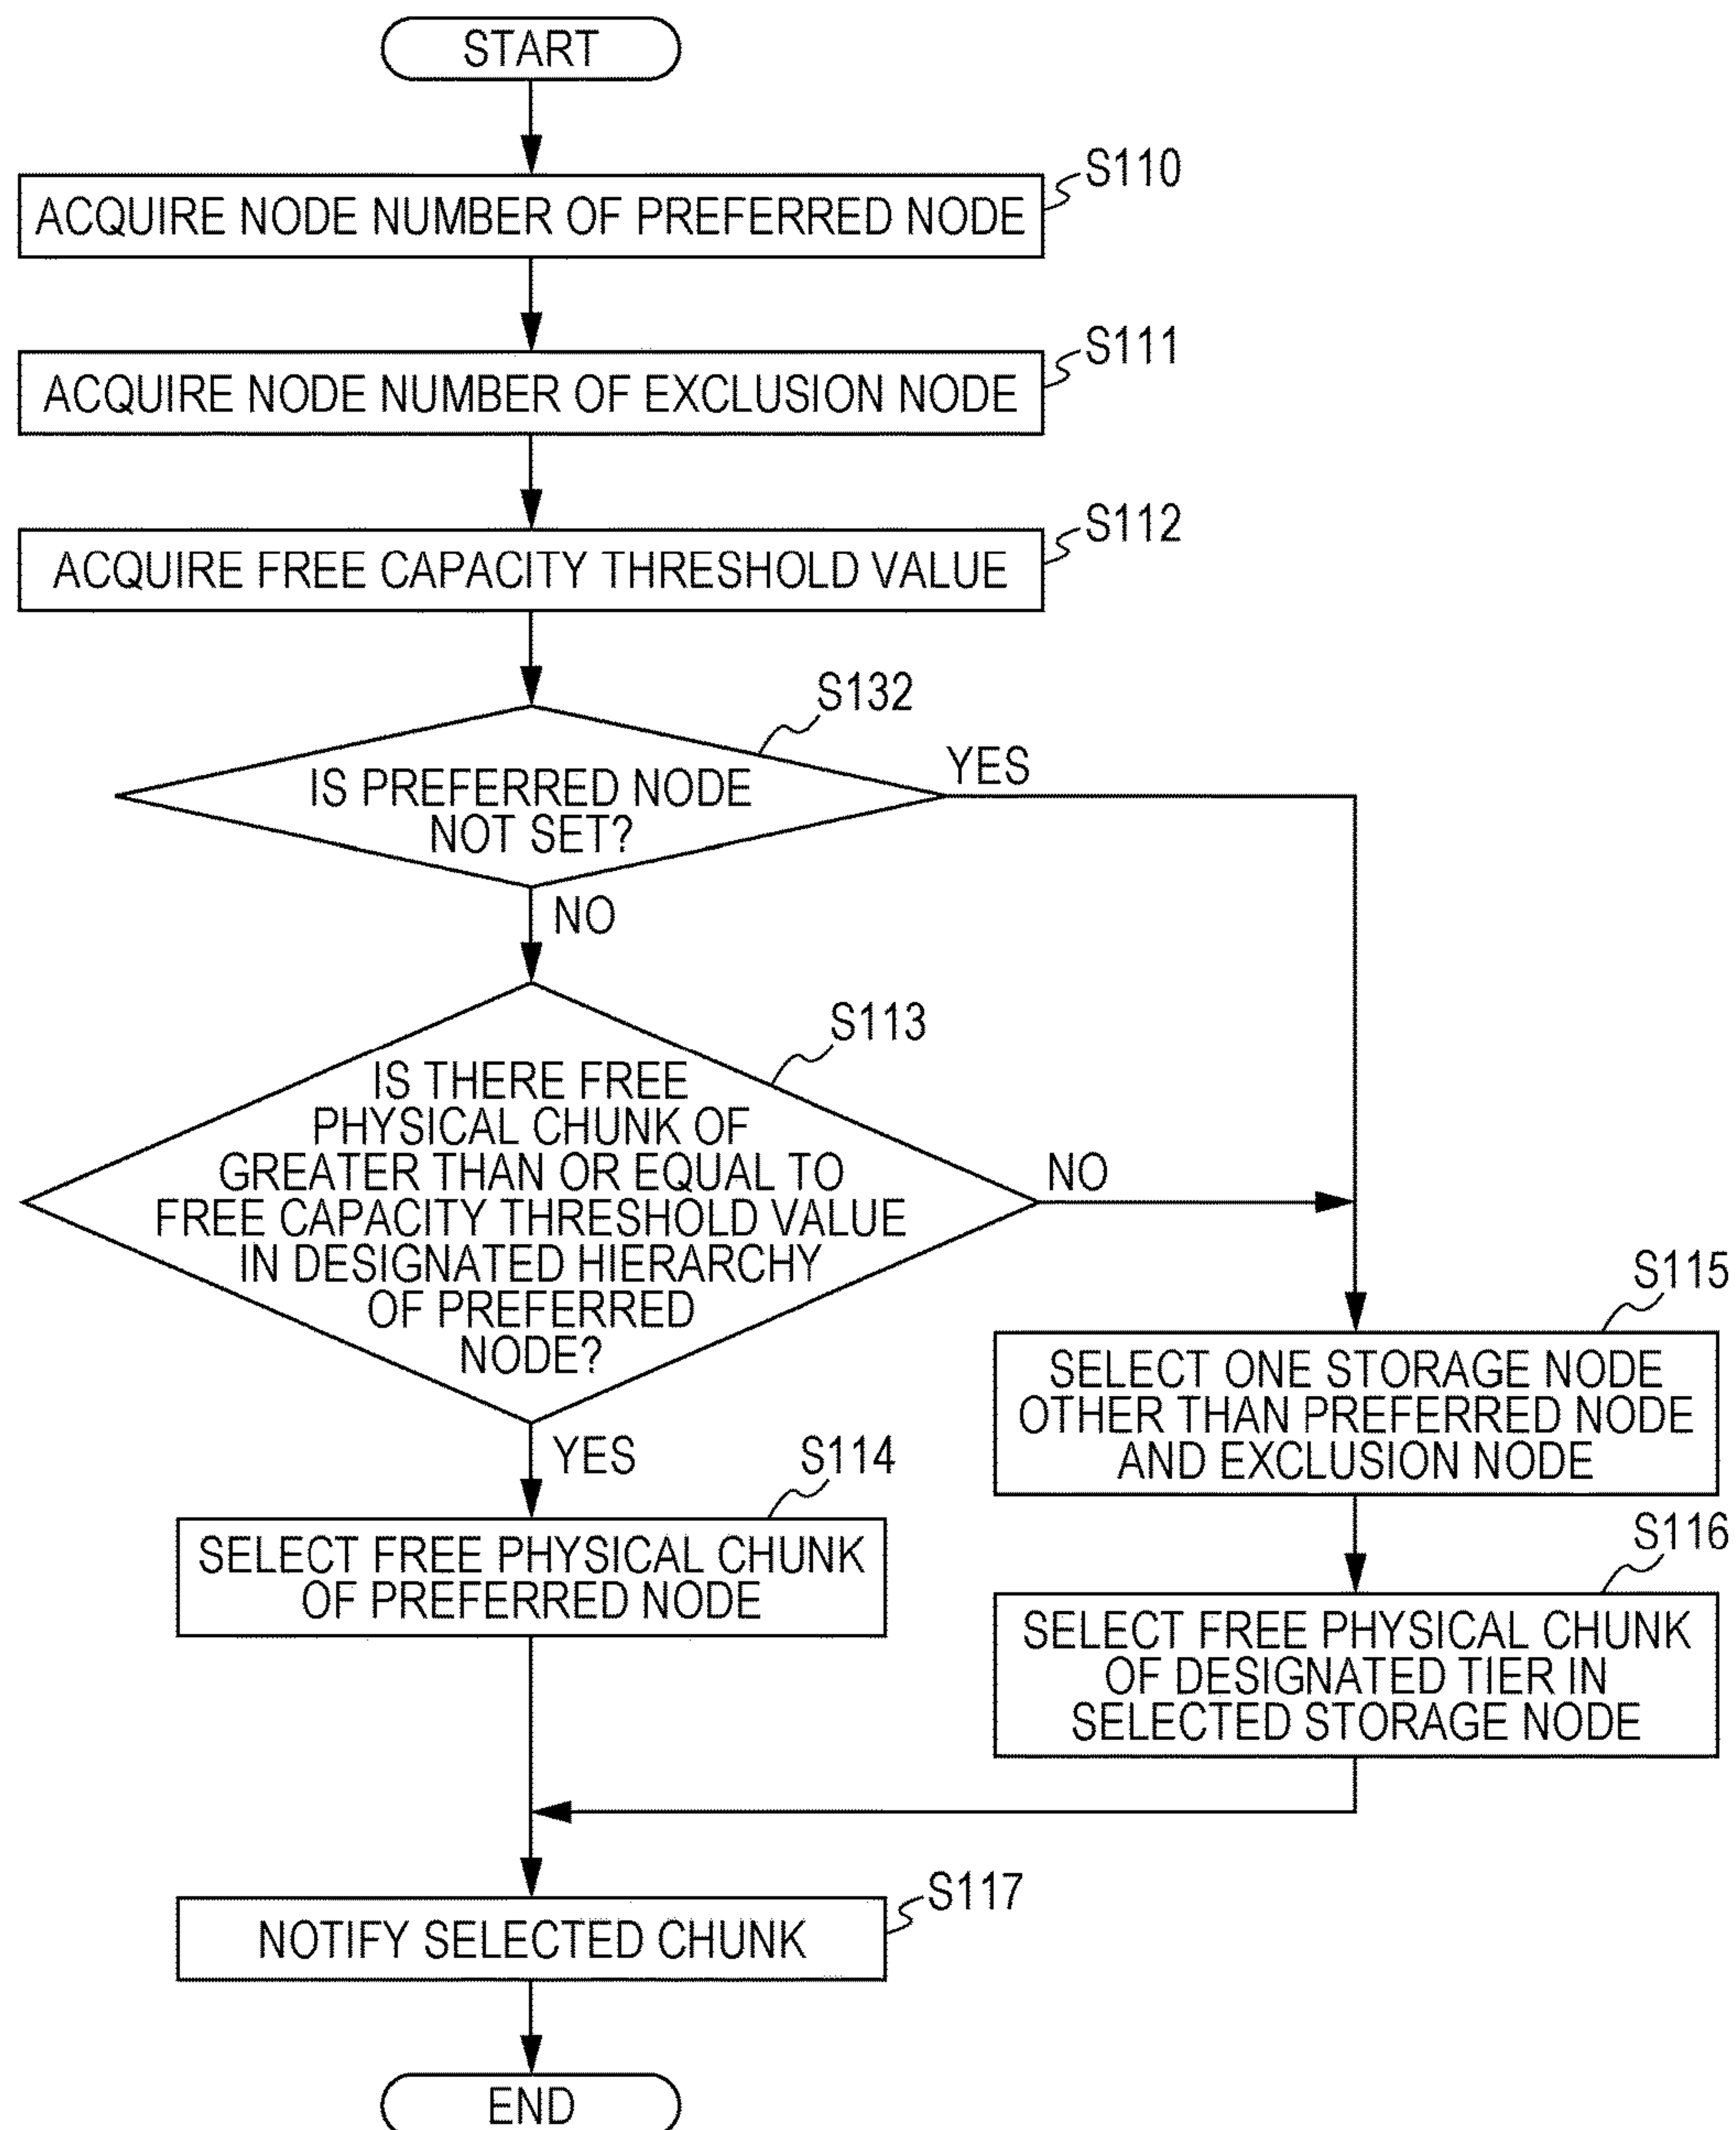 START
S110
ACQUIRE NODE NUMBER OF PREFERRED NODE
S111
ACQUIRE NODE NUMBER OF EXCLUSION NODE
S112
ACQUIRE FREE CAPACITY THRESHOLD VALUE
S132
IS PREFERRED NODE
NOT SET?
YES
NO
S113
IS THERE FREE
PHYSICAL CHUNK OF
GREATER THAN OR EQUAL TO
FREE CAPACITY THRESHOLD VALUE
IN DESIGNATED HIERARCHY
OF PREFERRED
NODE?
NO
YES
S114
SELECT FREE PHYSICAL CHUNK
OF PREFERRED NODE
S115
SELECT ONE STORAGE NODE
OTHER THAN PREFERRED NODE
AND EXCLUSION NODE
S116
SELECT FREE PHYSICAL CHUNK
OF DESIGNATED TIER IN
SELECTED STORAGE NODE
S117
NOTIFY SELECTED CHUNK
END